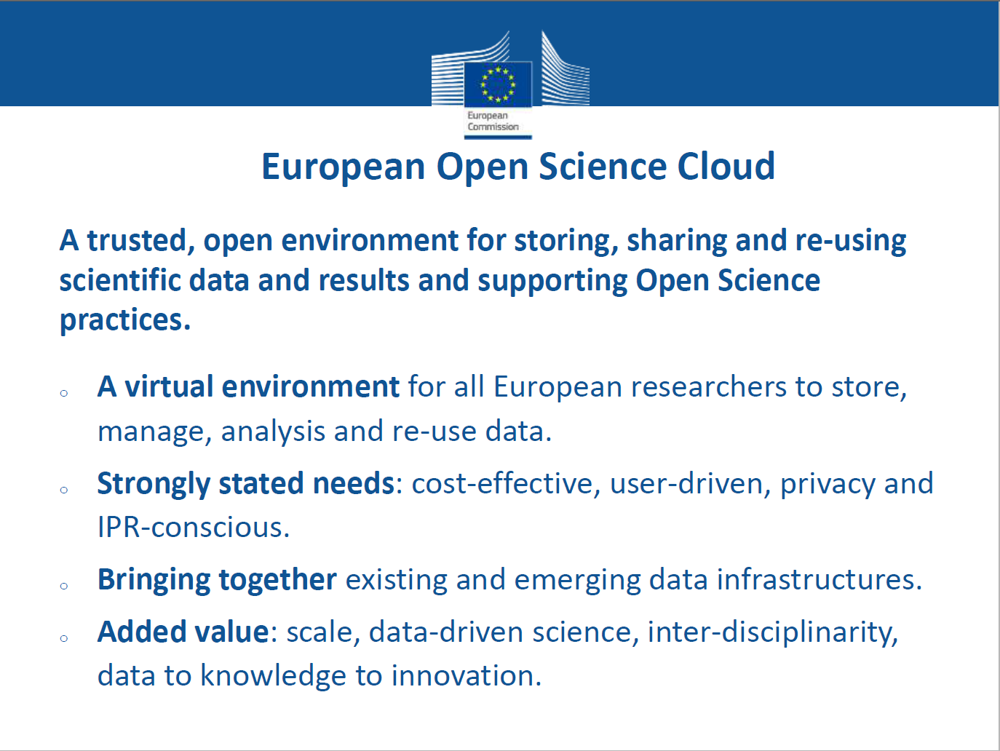 European
Commission
European Open Science Cloud
A trusted, open environment for storing, sharing and re-using
scientific data and results and supporting Open Science
practices.
A virtual environment for all European researchers to store,
manage, analysis and re-use data.
Strongly stated needs: cost-effective, user-driven, privacy and
IPR-conscious.
Bringing together existing and emerging data infrastructures.
Added value: scale, data-driven science, inter-disciplinarity,
data to knowledge to innovation.